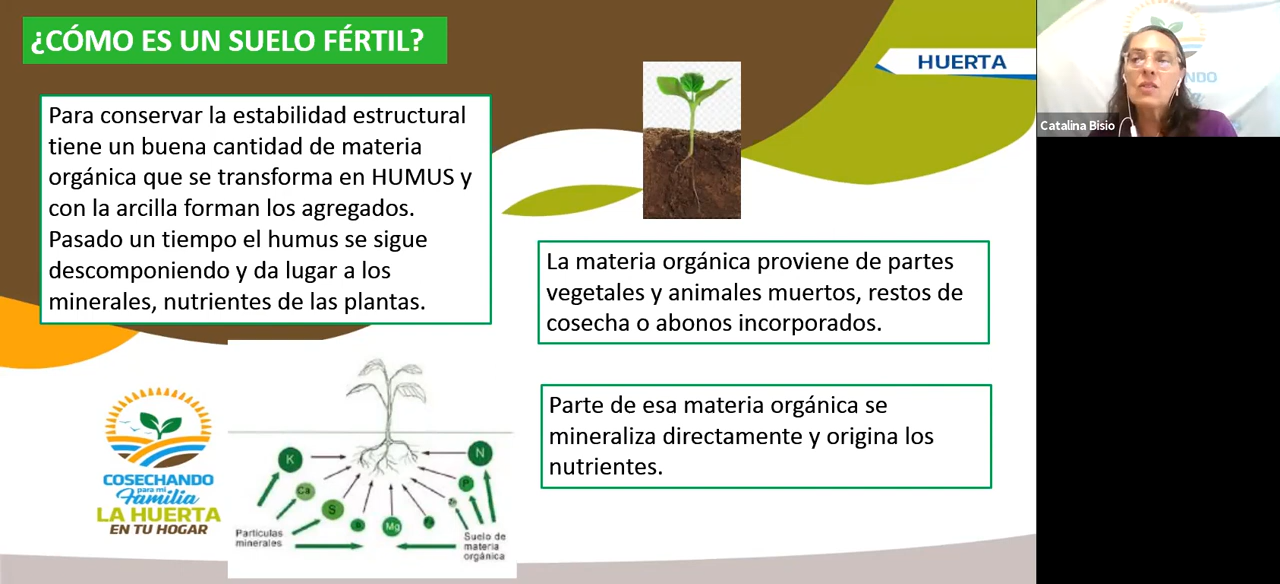 ¿CÓMO ES UN SUELO FÉRTIL?
HUERTA
Catalina Bisio
Para conservar la estabilidad estructural
tiene un buena cantidad de materia
orgánica que se transforma en HUMUS y
con la arcilla forman los agregados.
Pasado un tiempo el humus se sigue
descomponiendo y da lugar a los
minerales, nutrientes de las plantas.
La materia orgánica proviene de partes
vegetales y animales muertos, restos de
cosecha o abonos incorporados.
Parte de esa materia orgánica se
mineraliza directamente y origina los
nutrientes.
COSECHANDO
para mi
Familia
LA HUERTA
EN TU HOGAR
K
N
Ca
P
S
Mg
Partículas
minerales
Suelo de
materia
orgánica